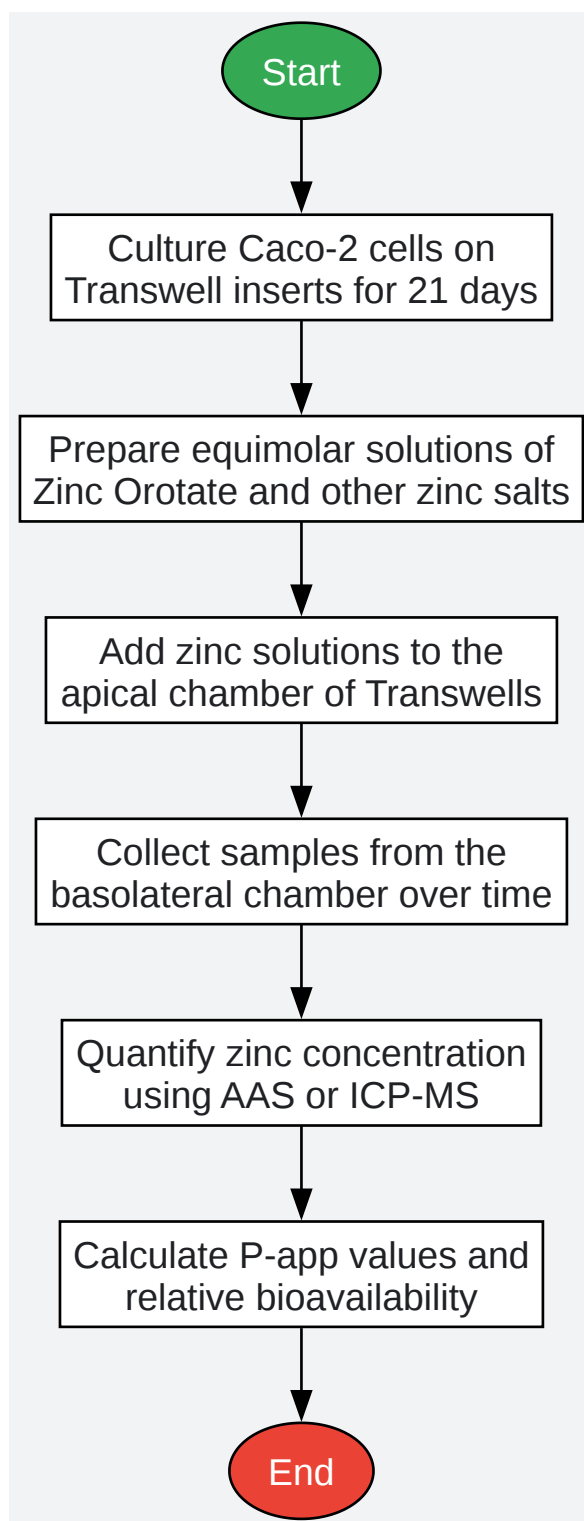 Start
Culture Caco-2 cells on
Transwell inserts for 21 days
Prepare equimolar solutions of
Zinc Orotate and other zinc salts
Add zinc solutions to the
apical chamber of Transwells
Collect samples from the
basolateral chamber over time
Quantify zinc concentration
using AAS or ICP-MS
Calculate P-app values and
relative bioavailability
End